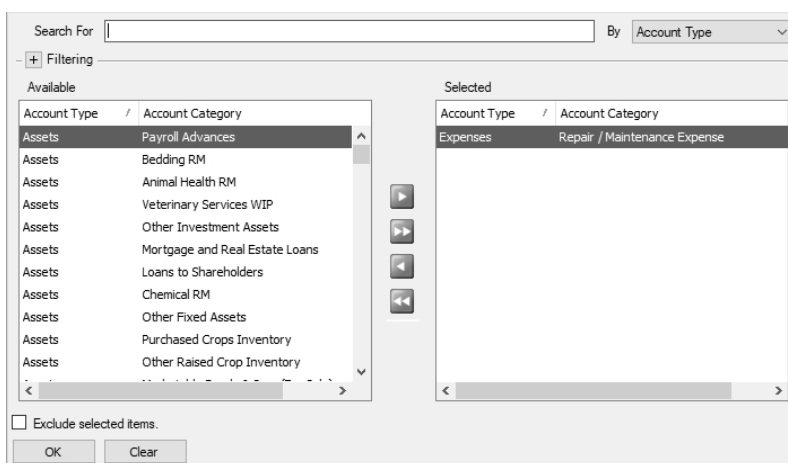 Search For By Account Type
+ Filtering
Available Selected
Account Type / Account Category Account Type / Account Category
Assets Payroll Advances Expenses Repair / Maintenance Expense
Assets Bedding RM
Assets Animal Health RM
Assets Veterinary Services WIP
Assets Other Investment Assets
Assets Mortgage and Real Estate Loans
Assets Loans to Shareholders
Assets Chemical RM
Assets Other Fixed Assets
Assets Purchased Crops Inventory
Assets Other Raised Crop Inventory
Exclude selected items.
OK Clear